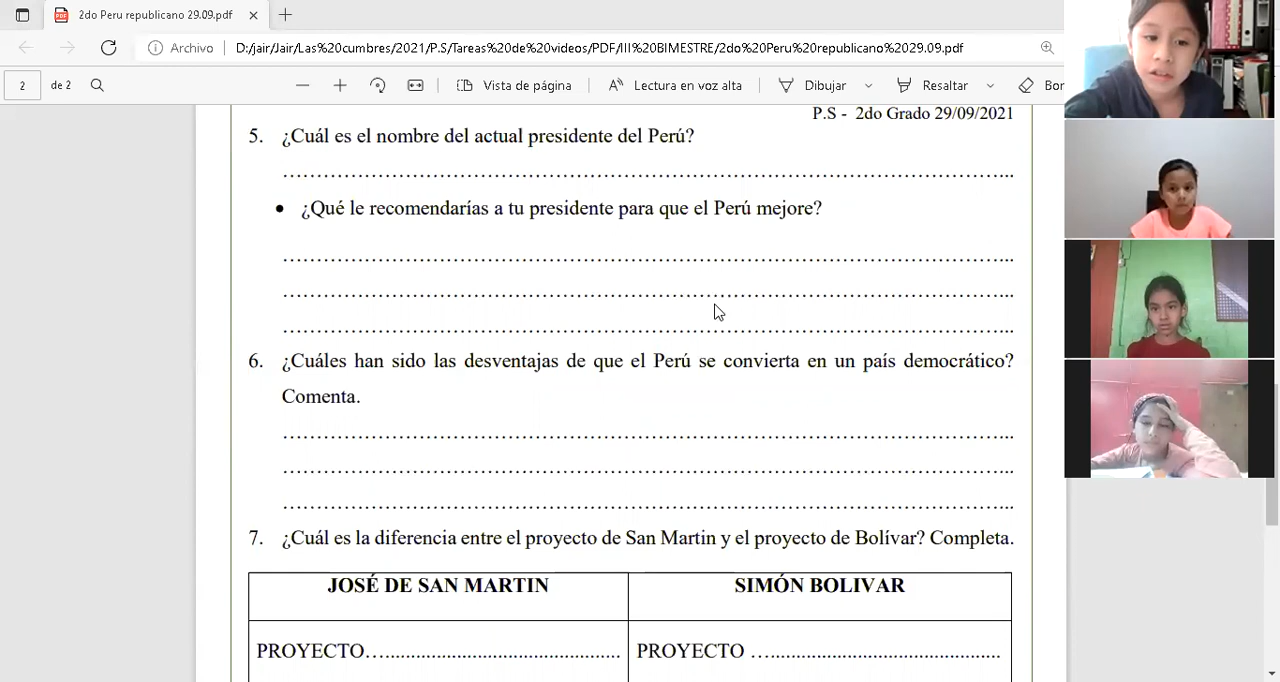 2do Peru republicano 29.09.pdf
Archivo
D:/jair/Jair/Las%20cumbres/2021/P.S/Tarea%20de%20videos/PDF/III%20BIMESTRE/2do%20Peru%20republicano%2029.09.pdf
2 de 2
Vista de página
Lectura en voz alta
Dibujar
Resaltar
Bor
P.S - 2do Grado 29/09/2021
5. ¿Cuál es el nombre del actual presidente del Perú?
• ¿Qué le recomendarías a tu presidente para que el Perú mejore?
6. ¿Cuáles han sido las desventajas de que el Perú se convierta en un país democrático?
Comenta.
7. ¿Cuál es la diferencia entre el proyecto de San Martin y el proyecto de Bolívar? Completa.
JOSÉ DE SAN MARTIN
SIMÓN BOLIVAR
PROYECTO…............................................
PROYECTO …...........................................